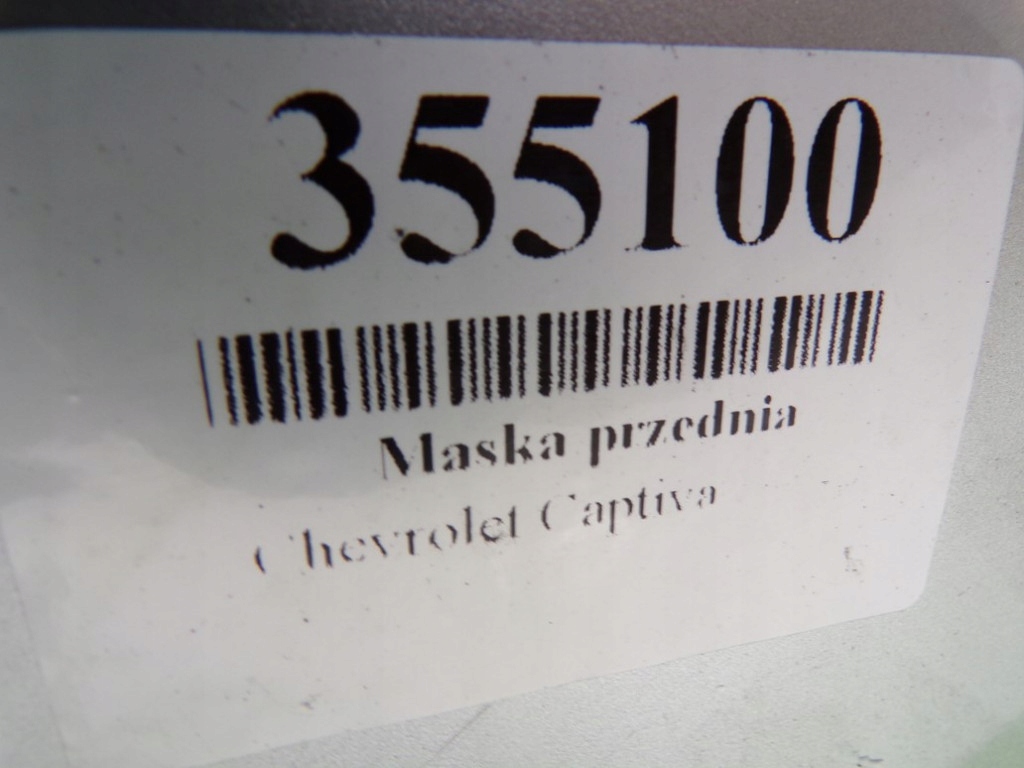 355100
Maska przednia
Chevrolet Captiva